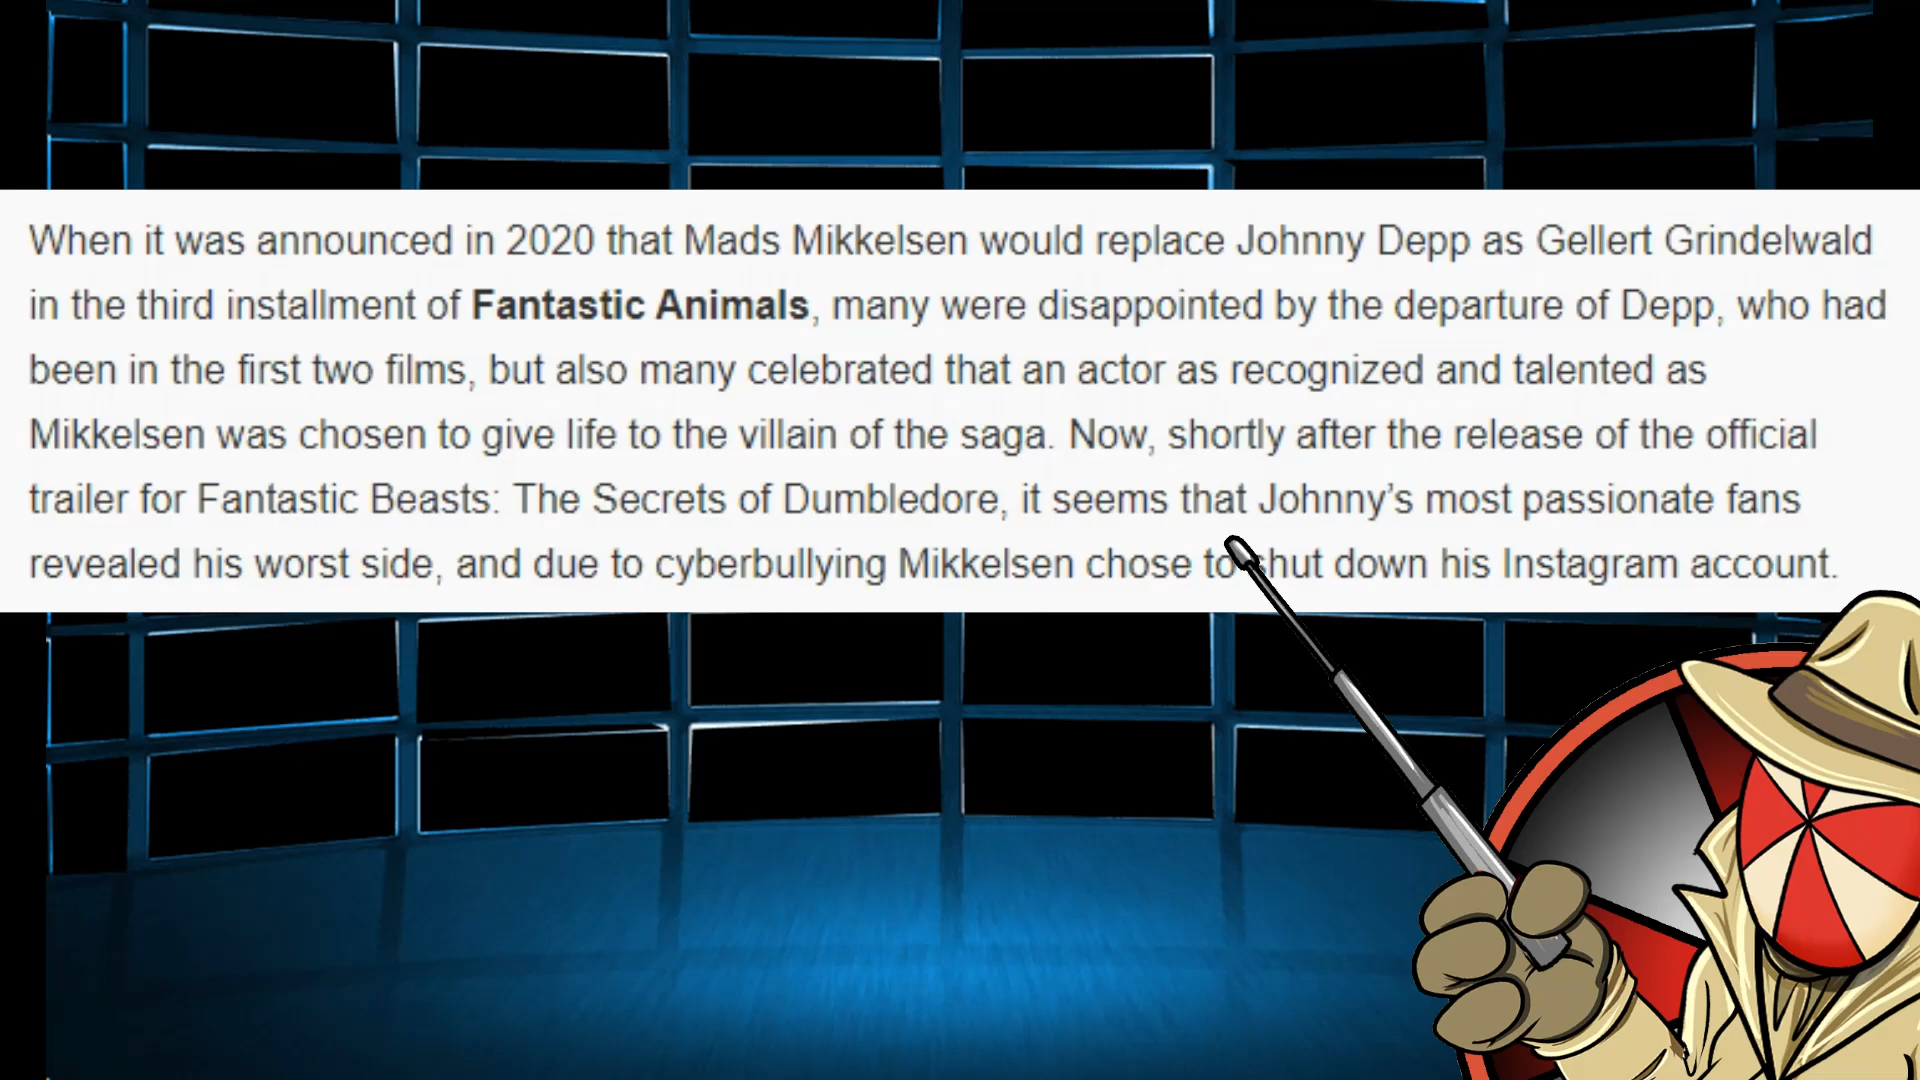 When it was announced in 2020 that Mads Mikkelsen would replace Johnny Depp as Gellert Grindelwald
in the third installment of Fantastic Animals, many were disappointed by the departure of Depp, who had
been in the first two films, but also many celebrated that an actor as recognized and talented as
Mikkelsen was chosen to give life to the villain of the saga. Now, shortly after the release of the official
trailer for Fantastic Beasts: The Secrets of Dumbledore, it seems that Johnny’s most passionate fans
revealed his worst side, and due to cyberbullying Mikkelsen chose to shut down his Instagram account.